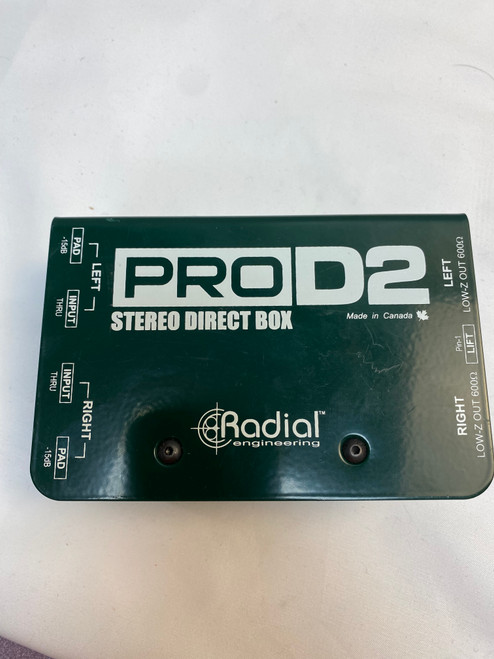 PRO D2
STEREO DIRECT BOX
Made in Canada
Radial™
engineering
LEFT
PAD
-15dB
INPUT
THRU
RIGHT
INPUT
THRU
PAD
-15dB
LEFT
LOW-Z OUT 600Ω
Pin-1
LIFT
RIGHT
LOW-Z OUT 600Ω